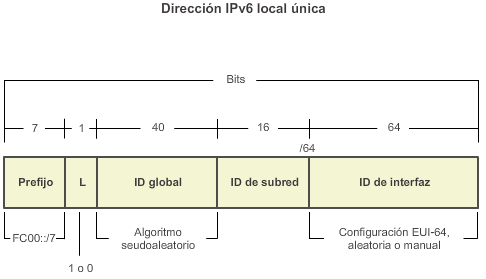 Dirección IPv6 local única
Bits
7 1 40 16 64
/64
Prefijo L ID global ID de subred ID de interfaz
FC00::/7 Algoritmo seudoaleatorio Configuración EUI-64, aleatoria o manual
1 o 0